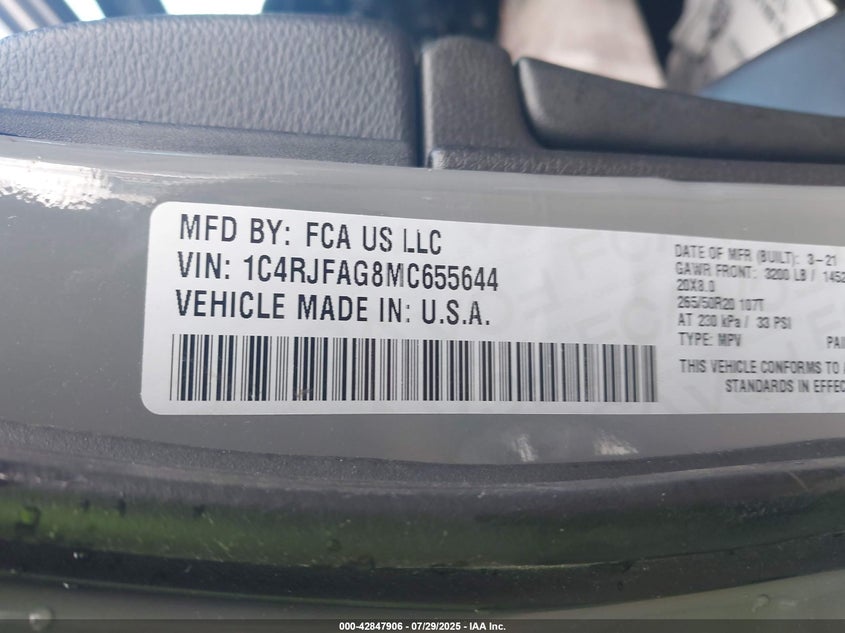 MFD BY: FCA US LLC
VIN: 1C4RJFAG8MC655644
VEHICLE MADE IN: U.S.A.
DATE OF MFR (BUILT): 3-21
GAWR FRONT: 3200 LB / 1452
20X8.0
265/50R20 107T
AT 230 kPa / 33 PSI
TYPE: MPV PAI
THIS VEHICLE CONFORMS TO A
STANDARDS IN EFFEC
000-42847906 | 07/29/2025 - IAA Inc.